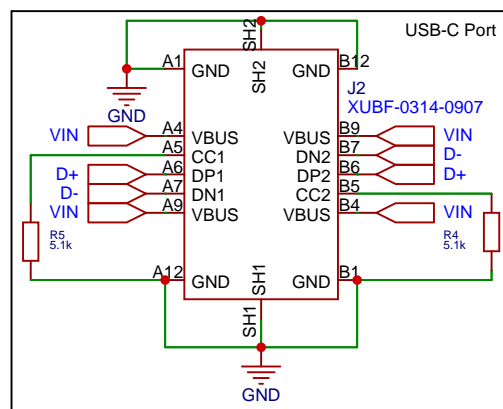 USB-C Port
SH2
A1 GND SH2 GND B12
J2
XUBF-0314-0907
GND
VIN A4 VBUS VBUS B9 VIN
A5 CC1 DN2 B7 D-
D+ A6 DP1 DP2 B6 D+
D- A7 DN1 CC2 B5
VIN A9 VBUS VBUS B4 VIN
R5 R4
5.1k 5.1k
A12 GND SH1 GND B1
SH1
GND